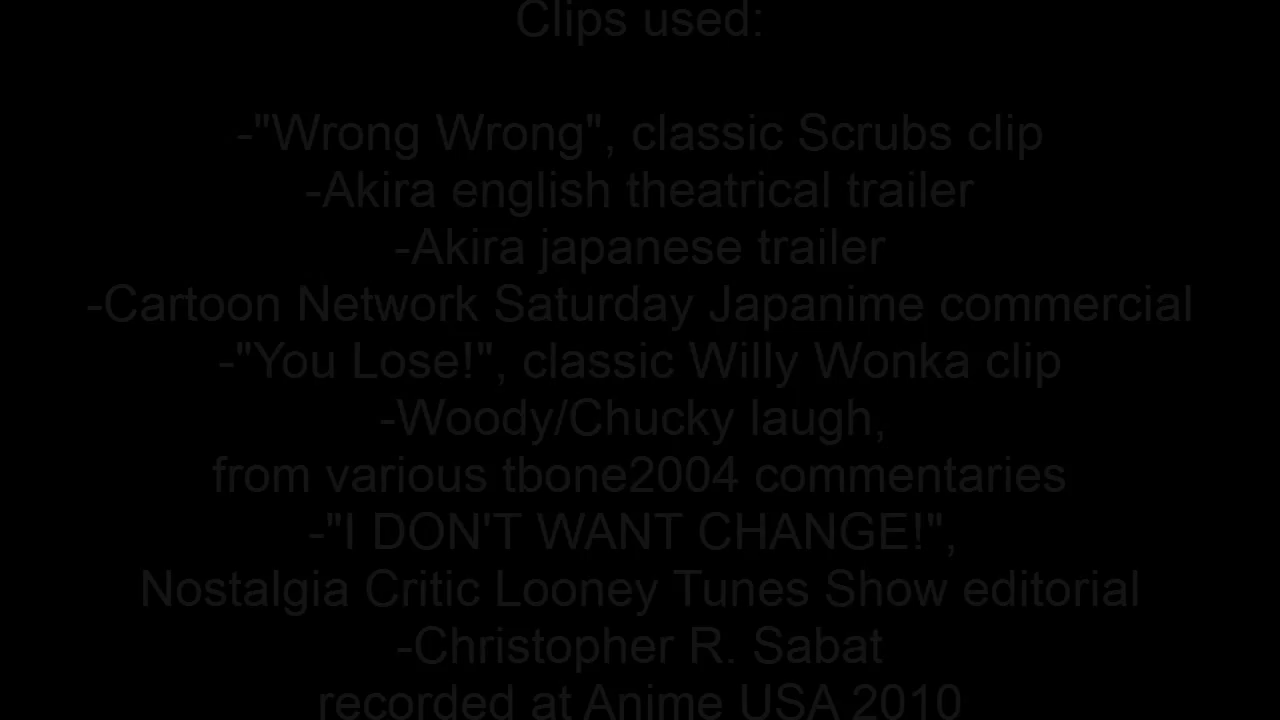 Clips used:
-"Wrong Wrong", classic Scrubs clip
-Akira english theatrical trailer
-Akira japanese trailer
-Cartoon Network Saturday Japanime commercial
-"You Lose!", classic Willy Wonka clip
-Woody/Chucky laugh,
from various tbone2004 commentaries
-"I DON'T WANT CHANGE!",
Nostalgia Critic Looney Tunes Show editorial
-Christopher R. Sabat
recorded at Anime USA 2010